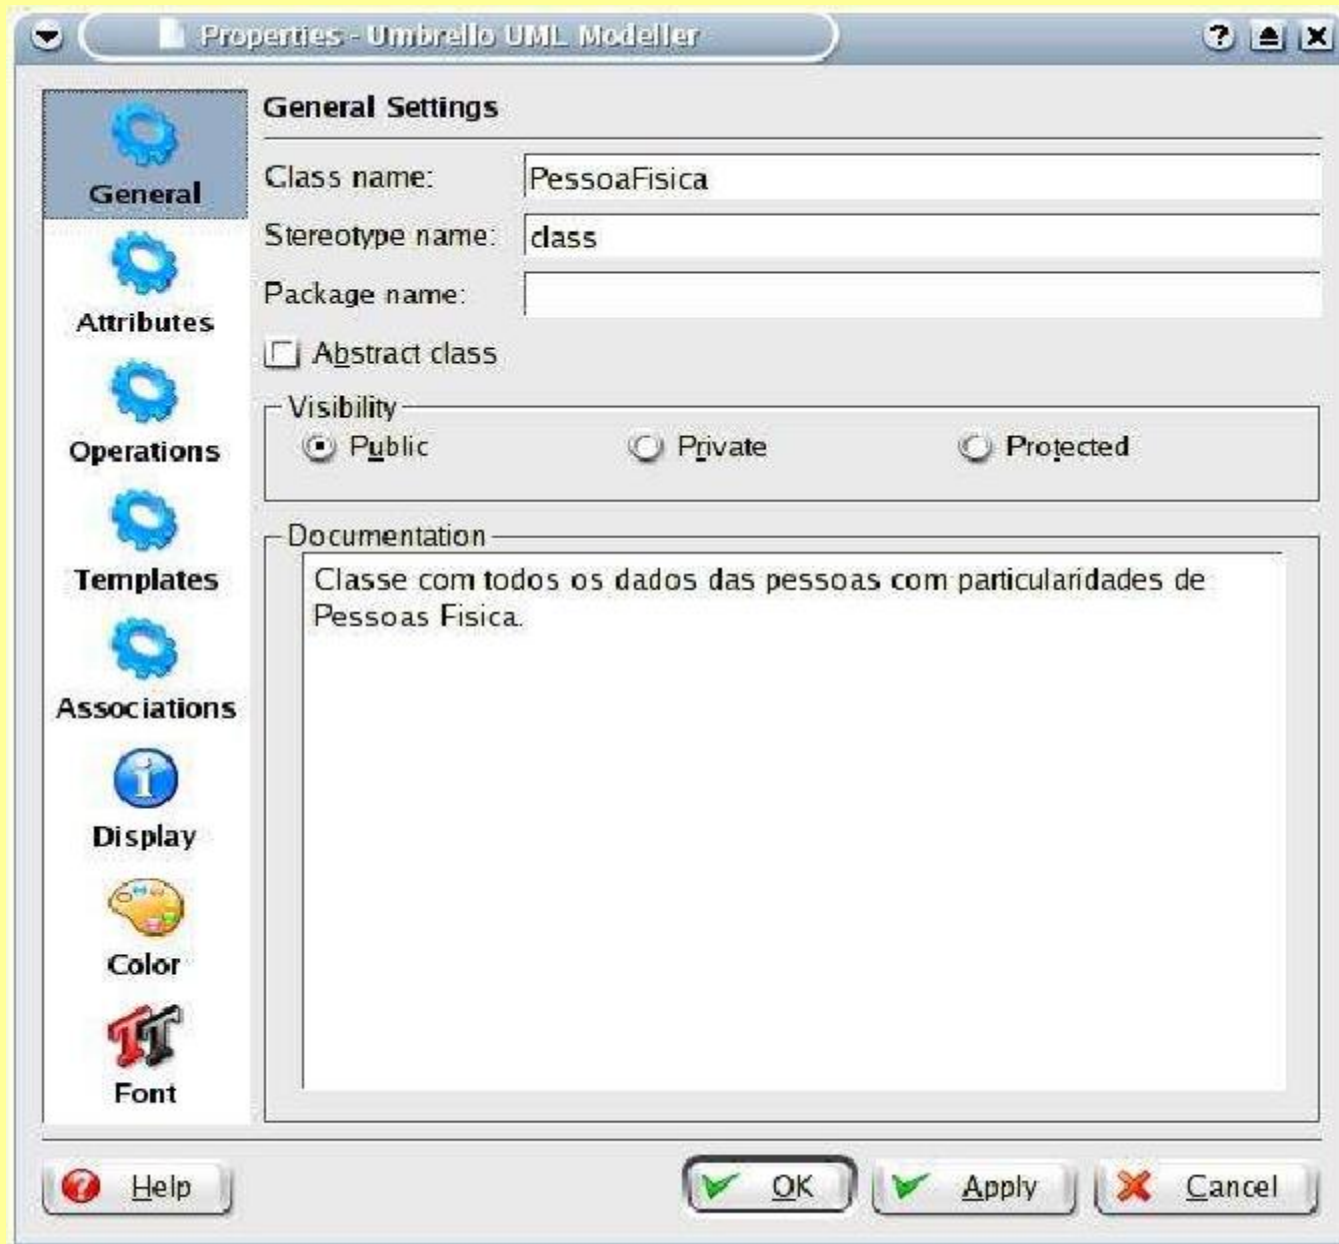 Properties - Umbrello UML Modeller
General
Attributes
Operations
Templates
Associations
Display
Color
Font
General Settings
Class name: PessoaFisica
Stereotype name: class
Package name:
Abstract class
Visibility
Public Private Protected
Documentation
Classe com todos os dados das pessoas com particularidades de
Pessoas Fisica.
Help OK Apply Cancel